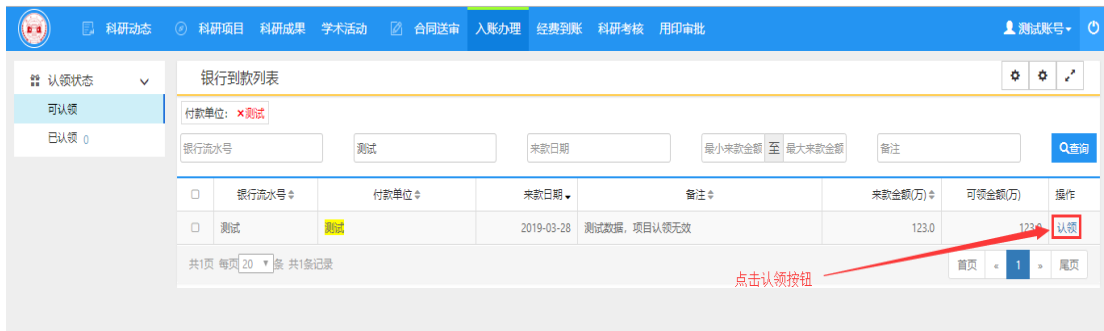 科研动态 科研项目 科研成果 学术活动 合同送审 入账办理 经费到账 科研考核 用印审批 测试账号
认领状态
银行到款列表
可认领
付款单位: ×测试
已认领 0
银行流水号 测试 来款日期 最小来款金额 至 最大来款金额 备注 查询
银行流水号 付款单位 来款日期 备注 来款金额(万) 可领金额(万) 操作
测试 测试 2019-03-28 测试数据，项目认领无效 123.0 123.0 认领
共1页 每页 20 条 共1条记录 首页 « 1 » 尾页
点击认领按钮